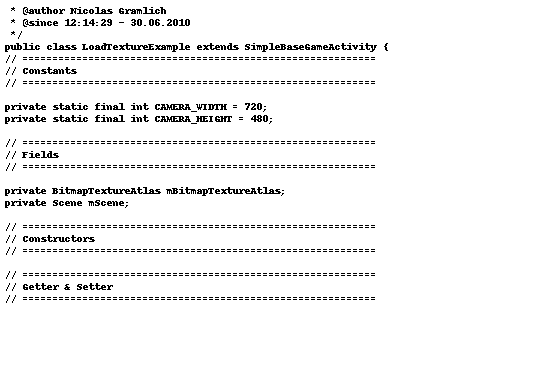 * @author Nicolas Gramlich
* @since 12:14:29 - 30.06.2010
*/
public class LoadTextureExample extends SimpleBaseGameActivity {
// ===========================================================
// Constants
// ===========================================================
private static final int CAMERA_WIDTH = 720;
private static final int CAMERA_HEIGHT = 480;
// ===========================================================
// Fields
// ===========================================================
private BitmapTextureAtlas mBitmapTextureAtlas;
private Scene mScene;
// ===========================================================
// Constructors
// ===========================================================
// ===========================================================
// Getter & Setter
// ===========================================================